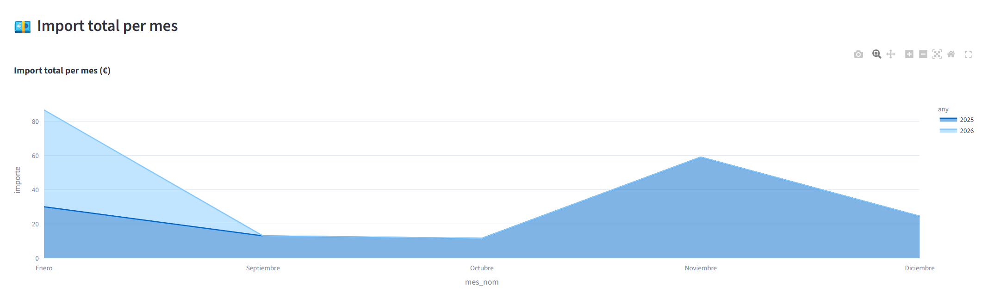 Import total per mes
Import total per mes (€)
any
2025
2026
80
60
40
20
0
importe
Enero
Septiembre
Octubre
Noviembre
Diciembre
mes_nom